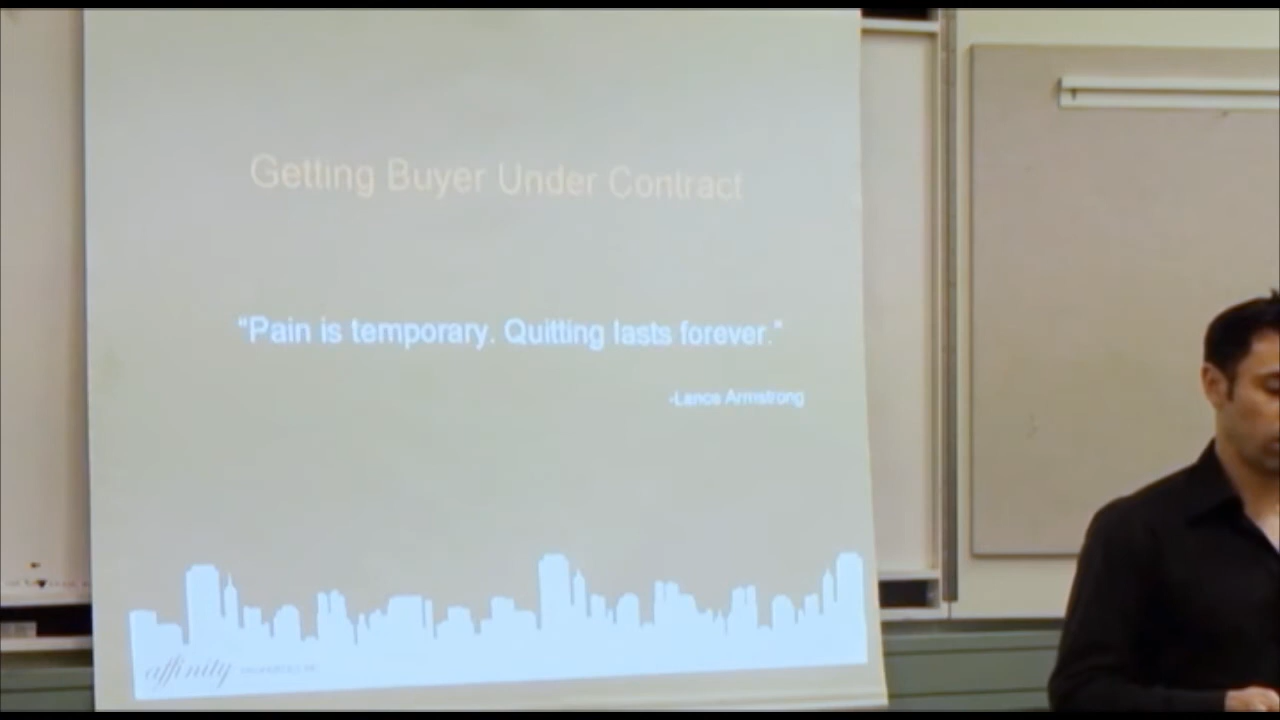 Getting Buyer Under Contract
“Pain is temporary. Quitting lasts forever.”
-Lance Armstrong
affinity